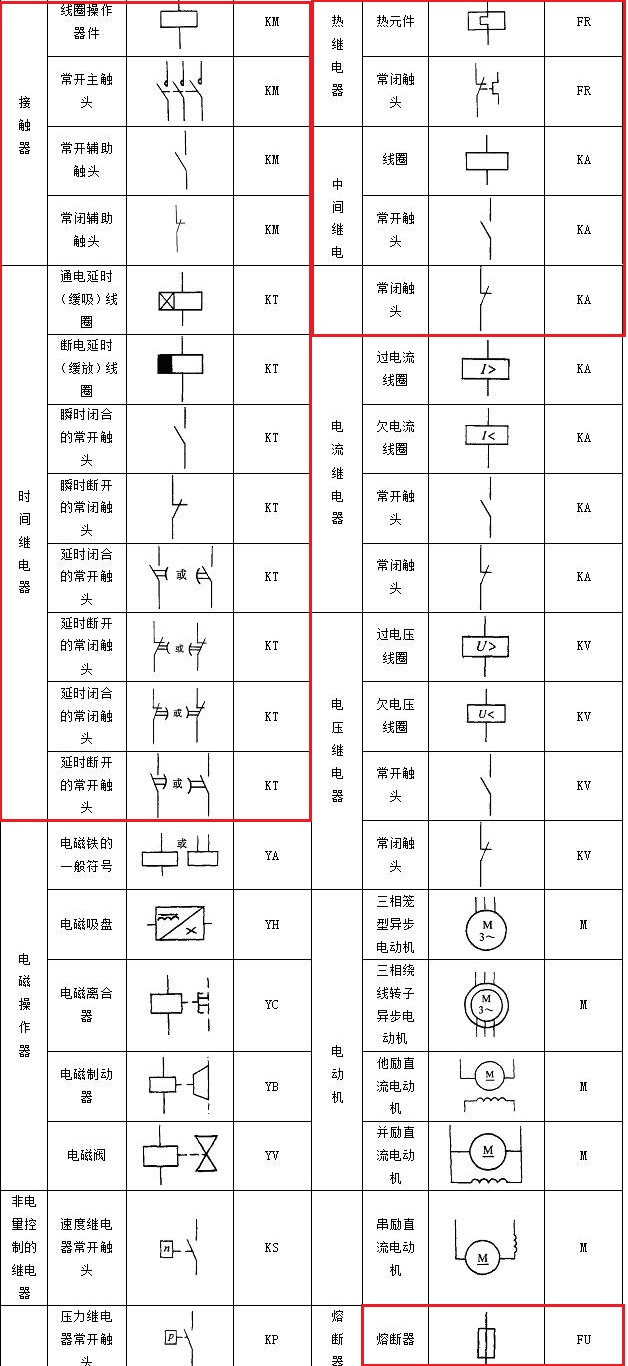 接
触
器
线圈操作
器件
KM
常开主触
头
KM
常开辅助
触头
KM
常闭辅助
触头
KM
时
间
继
电
器
通电延时
（缓吸）线
圈
KT
断电延时
（缓放）线
圈
KT
瞬时闭合
的常开触
头
KT
瞬时断开
的常闭触
头
KT
延时闭合
的常开触
头
或
KT
延时断开
的常闭触
头
或
KT
延时闭合
的常闭触
头
或
KT
延时断开
的常开触
头
或
KT
电
磁
操
作
器
电磁铁的
一般符号
或
YA
电磁吸盘
YH
电磁离合
器
YC
电磁制动
器
YB
电磁阀
YV
非电
量控
制的
继电
器
速度继电
器常开触
头
n
KS
压力继电
器常开触
头
P
KP
热
继
电
器
热元件
FR
常闭触
头
FR
中
间
继
电
线圈
KA
常开触
头
KA
常闭触
头
KA
电
流
继
电
器
过电流
线圈
I>
KA
欠电流
线圈
I<
KA
常开触
头
KA
常闭触
头
KA
电
压
继
电
器
过电压
线圈
U>
KV
欠电压
线圈
U<
KV
常开触
头
KV
常闭触
头
KV
电
动
机
三相笼
型异步
电动机
M
3~
M
三相绕
线转子
异步电
动机
M
3~
M
他励直
流电动
机
M
M
并励直
流电动
机
M
M
串励直
流电动
机
M
M
熔
断
器
熔断器
FU